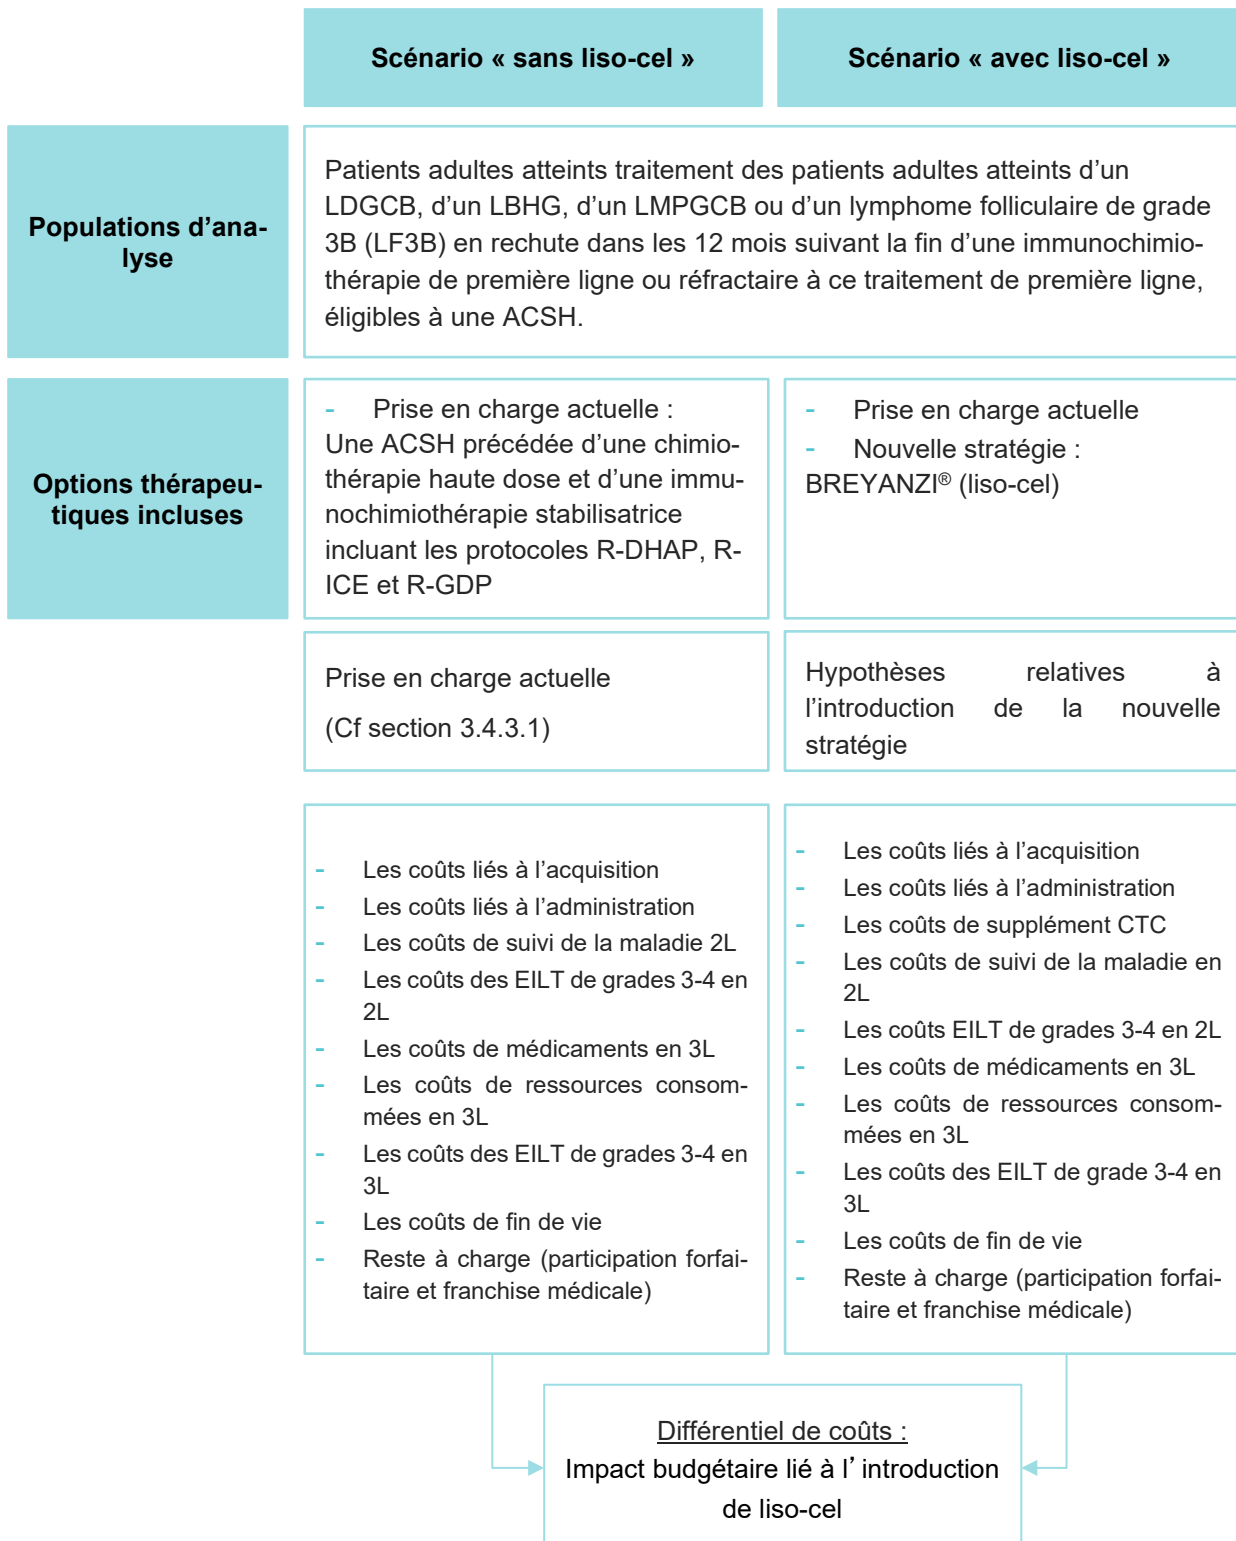 Scénario « sans liso-cel »
Scénario « avec liso-cel »
Populations d’ana-
lyse
Patients adultes atteints traitement des patients adultes atteints d’un
LDGCB, d’un LBHG, d’un LMPGCB ou d’un lymphome folliculaire de grade
3B (LF3B) en rechute dans les 12 mois suivant la fin d’une immunochimio-
thérapie de première ligne ou réfractaire à ce traitement de première ligne,
éligibles à une ACSH.
Options thérapeu-
tiques incluses
- Prise en charge actuelle :
Une ACSH précédée d’une chimio-
thérapie haute dose et d’une immu-
nochimiothérapie stabilisatrice
incluant les protocoles R-DHAP, R-
ICE et R-GDP
- Prise en charge actuelle
- Nouvelle stratégie :
BREYANZI® (liso-cel)
Prise en charge actuelle
(Cf section 3.4.3.1)
Hypothèses relatives à
l’introduction de la nouvelle
stratégie
- Les coûts liés à l’acquisition
- Les coûts liés à l’administration
- Les coûts de suivi de la maladie 2L
- Les coûts des EILT de grades 3-4 en
2L
- Les coûts de médicaments en 3L
- Les coûts de ressources consom-
mées en 3L
- Les coûts des EILT de grades 3-4 en
3L
- Les coûts de fin de vie
- Reste à charge (participation forfai-
taire et franchise médicale)
- Les coûts liés à l’acquisition
- Les coûts liés à l’administration
- Les coûts de supplément CTC
- Les coûts de suivi de la maladie en
2L
- Les coûts EILT de grades 3-4 en 2L
- Les coûts de médicaments en 3L
- Les coûts de ressources consom-
mées en 3L
- Les coûts des EILT de grade 3-4 en
3L
- Les coûts de fin de vie
- Reste à charge (participation forfai-
taire et franchise médicale)
Différentiel de coûts :
Impact budgétaire lié à l’introduction
de liso-cel